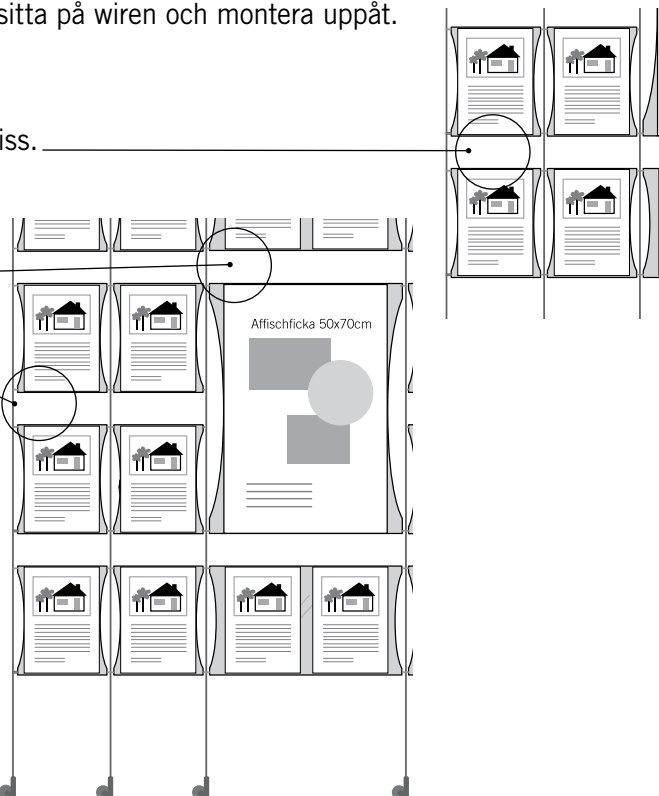 sitta på wiren och montera uppåt.
iss.
Affischficka 50x70cm